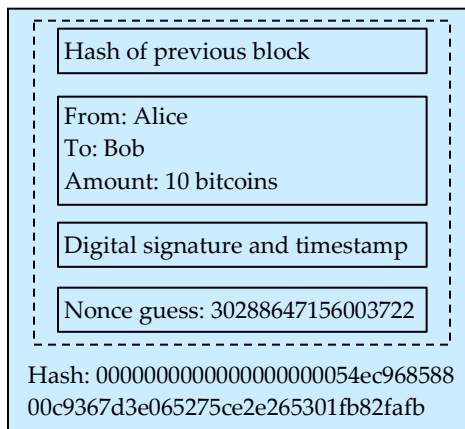 Hash of previous block
From: Alice
To: Bob
Amount: 10 bitcoins
Digital signature and timestamp
Nonce guess: 30288647156003722
Hash: 0000000000000000000054ec968588
00c9367d3e065275ce2e265301fb82fafb